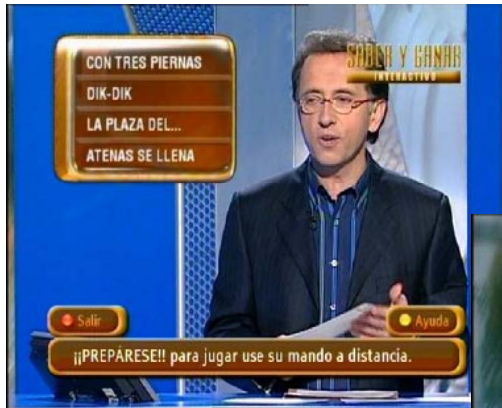 CON TRES PIERNAS
DIK-DIK
LA PLAZA DEL...
ATENAS SE LLENA
SABER Y GANAR
INTERACTIVO
Salir
Ayuda
¡¡PREPÁRESE!! para jugar use su mando a distancia.